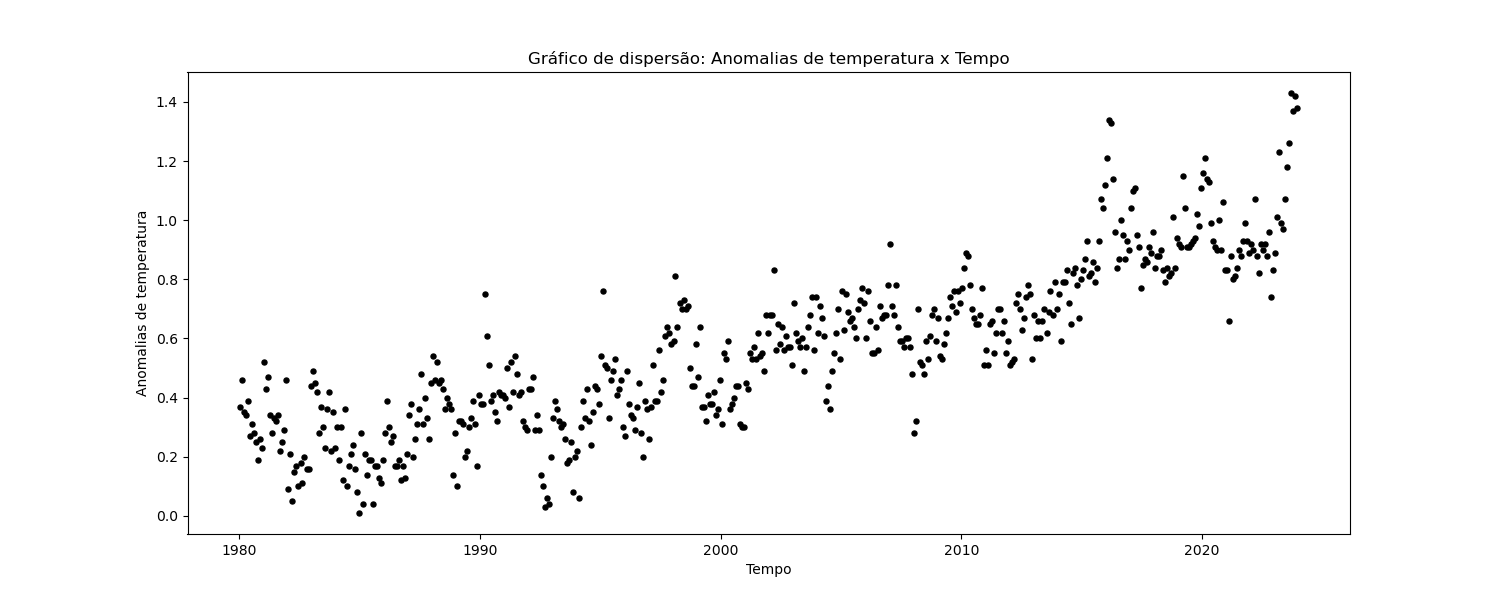 Gráfico de dispersão: Anomalias de temperatura x Tempo
1.4
1.2
1.0
0.8
0.6
0.4
0.2
0.0
Anomalias de temperatura
1980 1990 2000 2010 2020
Tempo